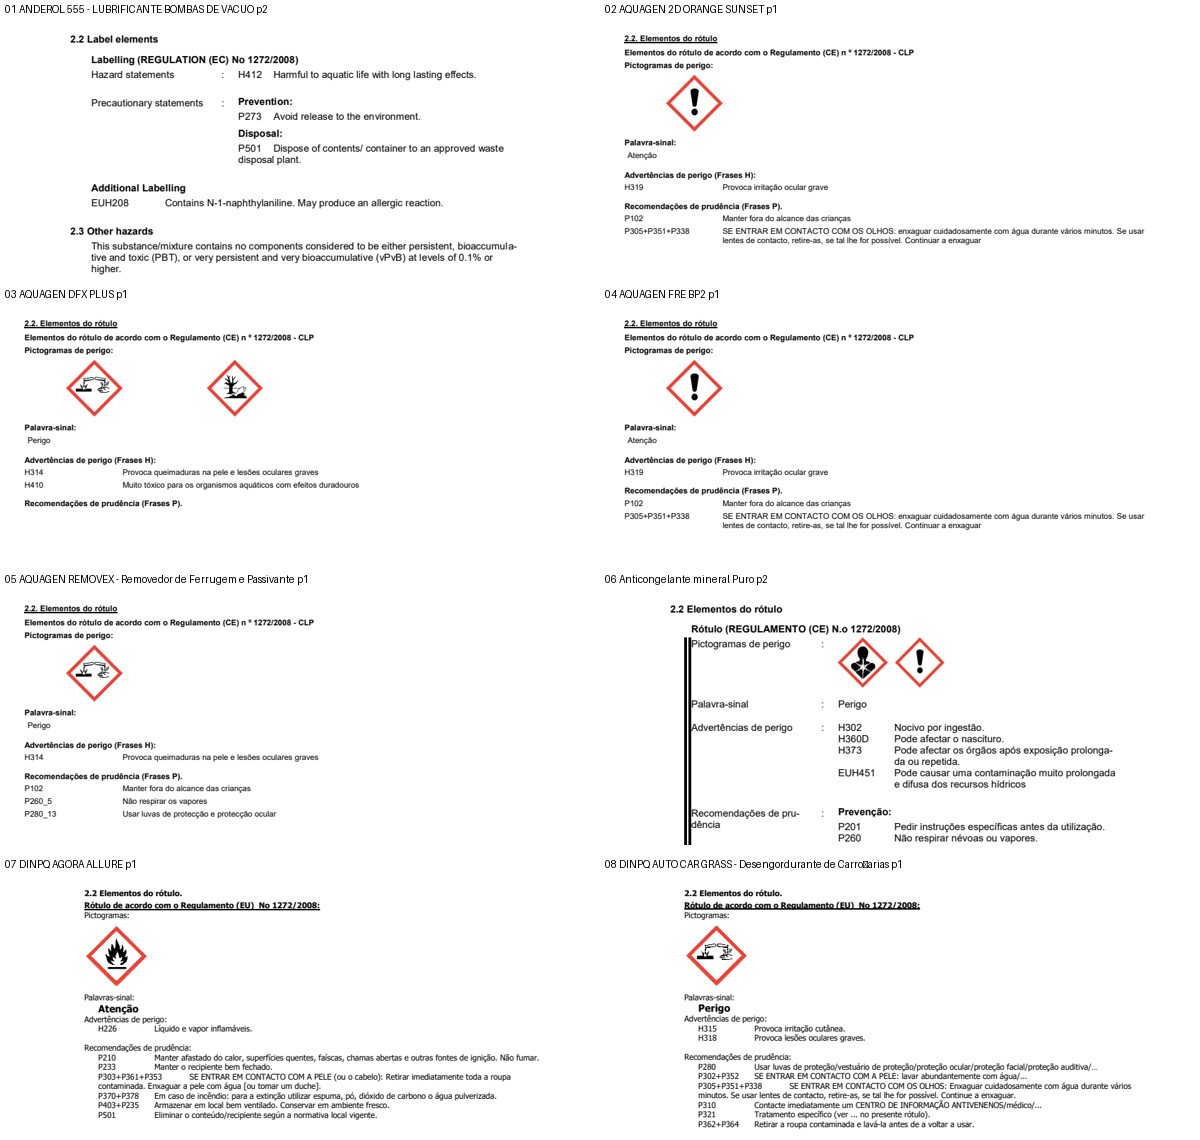 01 ANDEROL 555 - LUBRIFICANTE BOMBAS DE VACUO p2
2.2 Label elements
Labelling (REGULATION (EC) No 1272/2008)
Hazard statements : H412 Harmful to aquatic life with long lasting effects.
Precautionary statements : Prevention:
P273 Avoid release to the environment.
Disposal:
P501 Dispose of contents/ container to an approved waste
disposal plant.
Additional Labelling
EUH208 Contains N-1-naphthylaniline. May produce an allergic reaction.
2.3 Other hazards
This substance/mixture contains no components considered to be either persistent, bioaccumula-
tive and toxic (PBT), or very persistent and very bioaccumulative (vPvB) at levels of 0.1% or
higher.
02 AQUAGEN 2D ORANGE SUNSET p1
2.2. Elementos do rótulo
Elementos do rótulo de acordo com o Regulamento (CE) n º 1272/2008 - CLP
Pictogramas de perigo:
Palavra-sinal:
Atenção
Advertências de perigo (Frases H):
H319 Provoca irritação ocular grave
Recomendações de prudência (Frases P).
P102 Manter fora do alcance das crianças
P305+P351+P338 SE ENTRAR EM CONTACTO COM OS OLHOS: enxaguar cuidadosamente com água durante vários minutos. Se usar
lentes de contacto, retire-as, se tal lhe for possível. Continuar a enxaguar
03 AQUAGEN DFX PLUS p1
2.2. Elementos do rótulo
Elementos do rótulo de acordo com o Regulamento (CE) n º 1272/2008 - CLP
Pictogramas de perigo:
Palavra-sinal:
Perigo
Advertências de perigo (Frases H):
H314 Provoca queimaduras na pele e lesões oculares graves
H410 Muito tóxico para os organismos aquáticos com efeitos duradouros
Recomendações de prudência (Frases P).
04 AQUAGEN FRE BP2 p1
2.2. Elementos do rótulo
Elementos do rótulo de acordo com o Regulamento (CE) n º 1272/2008 - CLP
Pictogramas de perigo:
Palavra-sinal:
Atenção
Advertências de perigo (Frases H):
H319 Provoca irritação ocular grave
Recomendações de prudência (Frases P).
P102 Manter fora do alcance das crianças
P305+P351+P338 SE ENTRAR EM CONTACTO COM OS OLHOS: enxaguar cuidadosamente com água durante vários minutos. Se usar
lentes de contacto, retire-as, se tal lhe for possível. Continuar a enxaguar
05 AQUAGEN REMOVEX - Removedor de Ferrugem e Passivante p1
2.2. Elementos do rótulo
Elementos do rótulo de acordo com o Regulamento (CE) n º 1272/2008 - CLP
Pictogramas de perigo:
Palavra-sinal:
Perigo
Advertências de perigo (Frases H):
H314 Provoca queimaduras na pele e lesões oculares graves
Recomendações de prudência (Frases P).
P102 Manter fora do alcance das crianças
P260_5 Não respirar os vapores
P280_13 Usar luvas de protecção e protecção ocular
06 Anticongelante mineral Puro p2
2.2 Elementos do rótulo
Rótulo (REGULAMENTO (CE) N.o 1272/2008)
Pictogramas de perigo :
Palavra-sinal : Perigo
Advertências de perigo : H302 Nocivo por ingestão.
H360D Pode afectar o nascituro.
H373 Pode afectar os órgãos após exposição prolonga-
da ou repetida.
EUH451 Pode causar uma contaminação muito prolongada
e difusa dos recursos hídricos
Recomendações de pru-
dência : Prevenção:
P201 Pedir instruções específicas antes da utilização.
P260 Não respirar névoas ou vapores.
07 DINPQ AGORA ALLURE p1
2.2 Elementos do rótulo.
Rótulo de acordo com o Regulamento (EU) No 1272/2008:
Pictogramas:
Palavras-sinal:
Atenção
Advertências de perigo:
H226 Líquido e vapor inflamáveis.
Recomendações de prudência:
P210 Manter afastado do calor, superfícies quentes, faíscas, chamas abertas e outras fontes de ignição. Não fumar.
P233 Manter o recipiente bem fechado.
P303+P361+P353 SE ENTRAR EM CONTACTO COM A PELE (ou o cabelo): Retirar imediatamente toda a roupa
contaminada. Enxaguar a pele com água [ou tomar um duche].
P370+P378 Em caso de incêndio: para a extinção utilizar espuma, pó, dióxido de carbono o água pulverizada.
P403+P235 Armazenar em local bem ventilado. Conservar em ambiente fresco.
P501 Eliminar o conteúdo/recipiente según a normativa local vigente.
08 DINPQ AUTO CAR GRASS - Desengordurante de Carro arias p1
2.2 Elementos do rótulo.
Rótulo de acordo com o Regulamento (EU) No 1272/2008:
Pictogramas:
Palavras-sinal:
Perigo
Advertências de perigo:
H315 Provoca irritação cutânea.
H318 Provoca lesões oculares graves.
Recomendações de prudência:
P280 Usar luvas de proteção/vestuário de proteção/proteção ocular/proteção facial/proteção auditiva/...
P302+P352 SE ENTRAR EM CONTACTO COM A PELE: lavar abundantemente com água/...
P305+P351+P338 SE ENTRAR EM CONTACTO COM OS OLHOS: Enxaguar cuidadosamente com água durante vários
minutos. Se usar lentes de contacto, retire-as, se tal lhe for possível. Continue a enxaguar.
P310 Contacte imediatamente um CENTRO DE INFORMAÇÃO ANTIVENENOS/médico/...
P321 Tratamento específico (ver ... no presente rótulo).
P362+P364 Retirar a roupa contaminada e lavá-la antes de a voltar a usar.